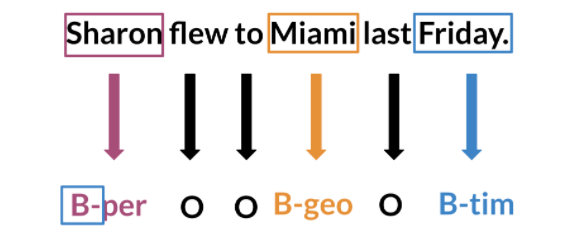 Sharon flew to Miami last Friday.
B-per O O B-geo O B-tim